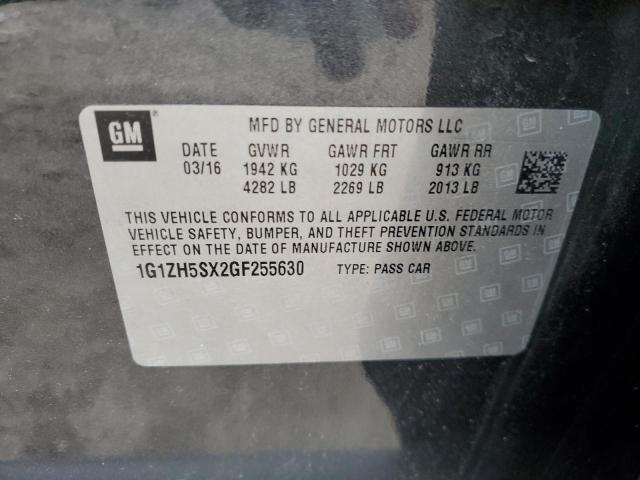 GM
MFD BY GENERAL MOTORS LLC
DATE GVWR GAWR FRT GAWR RR
03/16 1942 KG 1029 KG 913 KG
4282 LB 2269 LB 2013 LB
THIS VEHICLE CONFORMS TO ALL APPLICABLE U.S. FEDERAL MOTOR
VEHICLE SAFETY, BUMPER, AND THEFT PREVENTION STANDARDS IN
EFFECT ON THE DATE OF MANUFACTURE SHOWN ABOVE.
1G1ZH5SX2GF255630 TYPE: PASS CAR